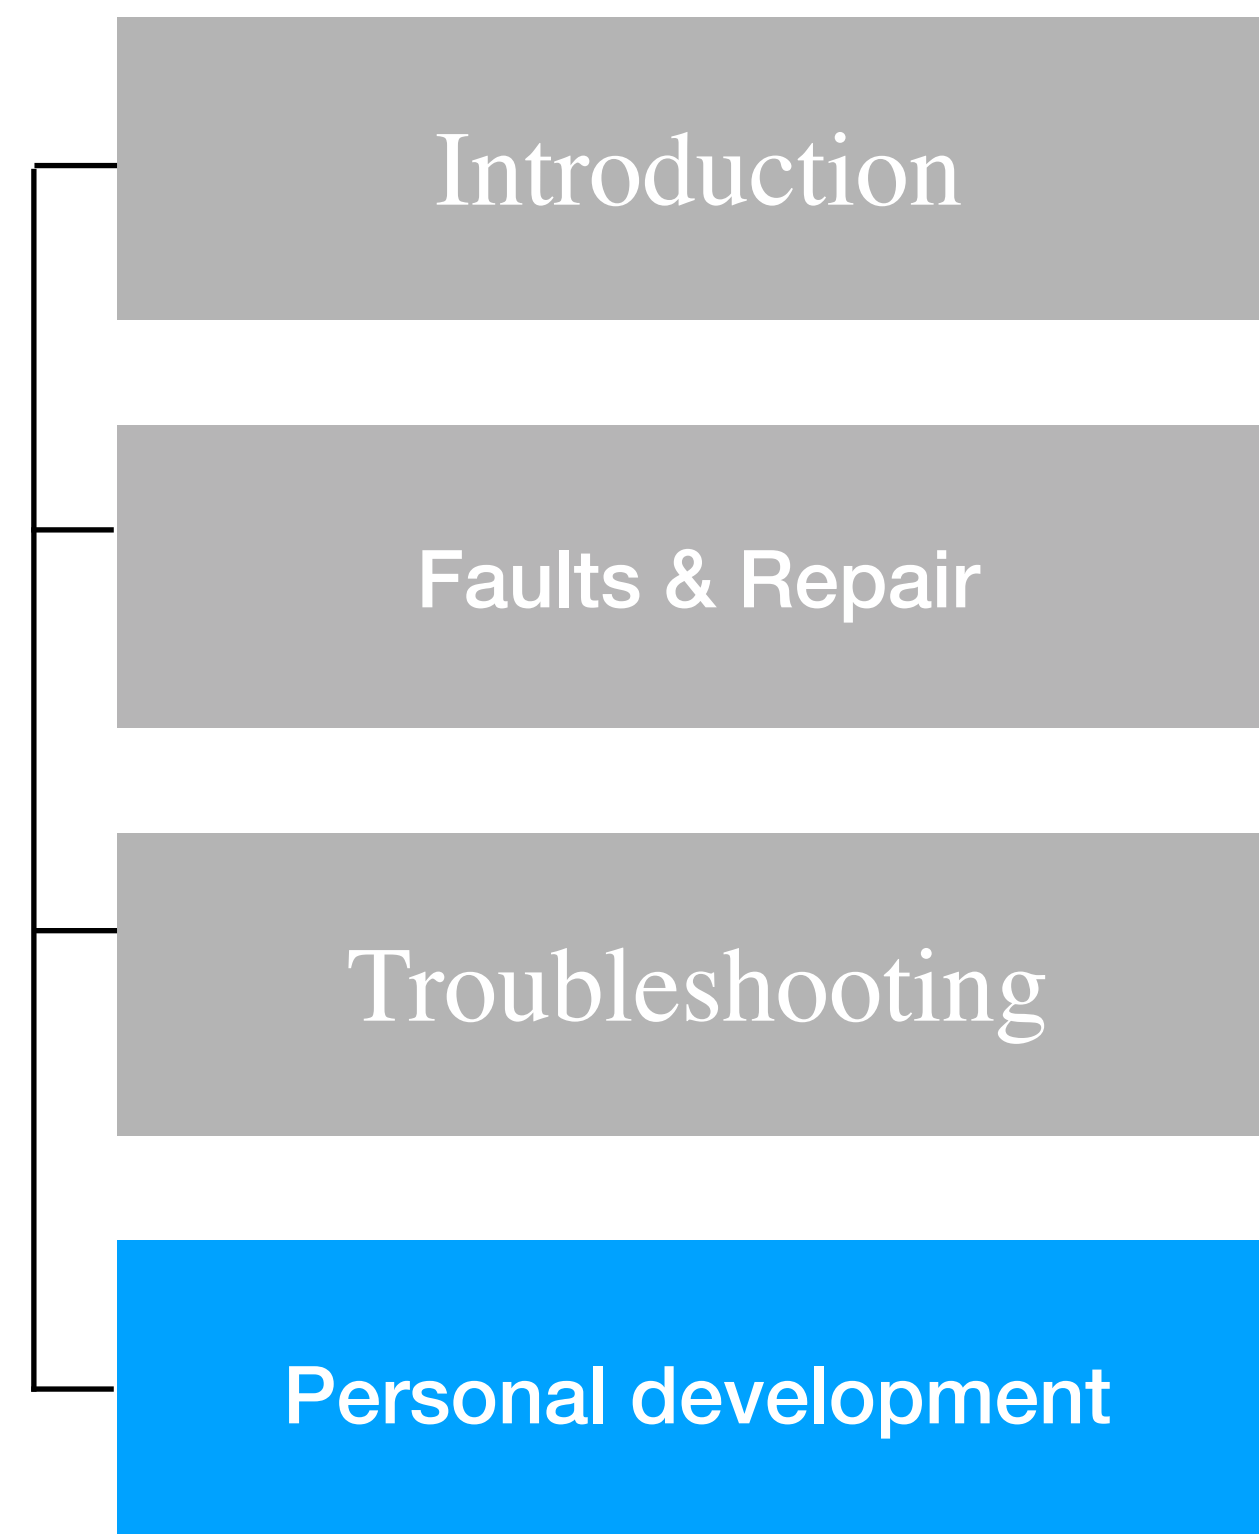 Introduction
Faults & Repair
Troubleshooting
Personal development